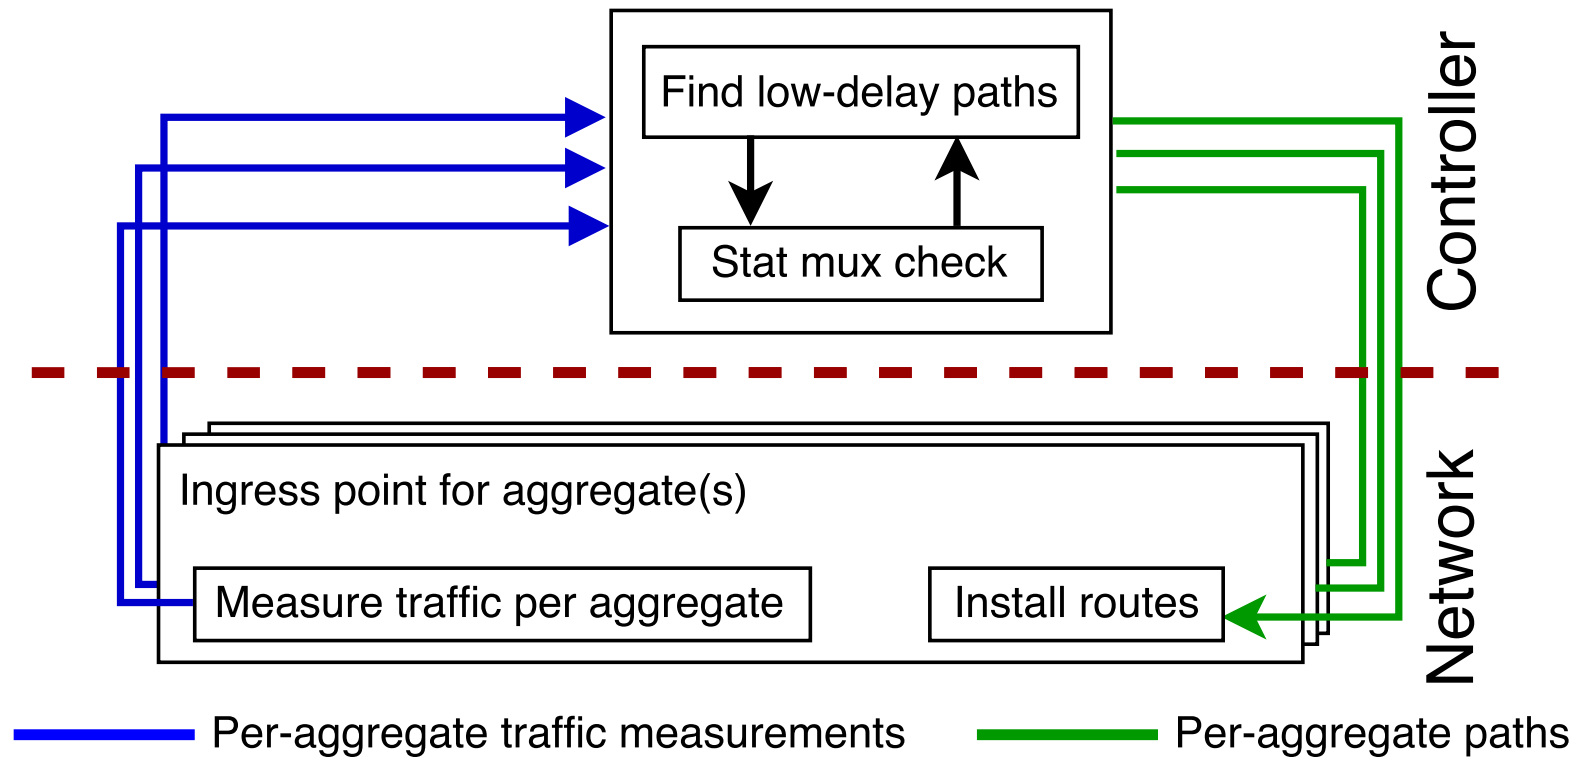 Find low-delay paths
Stat mux check
Controller
Ingress point for aggregate(s)
Measure traffic per aggregate
Install routes
Network
Per-aggregate traffic measurements
Per-aggregate paths